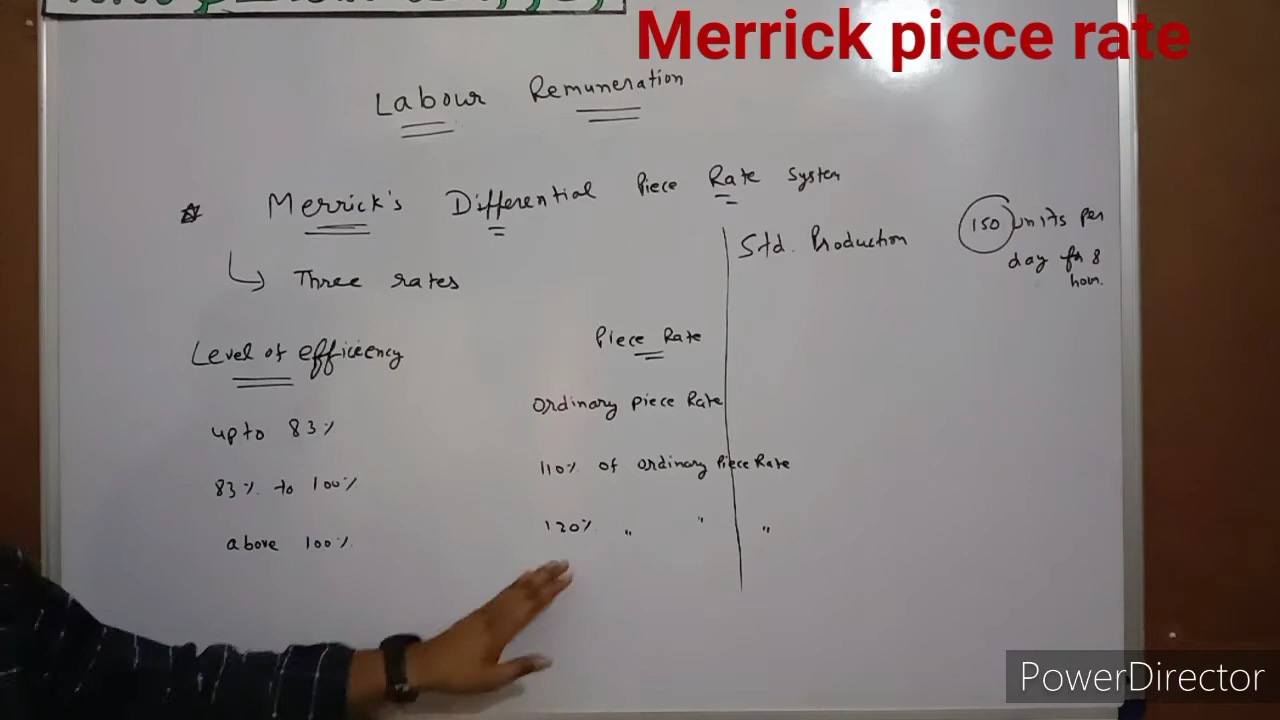 Merrick piece rate
Labour Remuneration
Merrick's Differential Piece Rate System
Three rates
Std. Production
150 units per
day for 8
hour.
Level of efficiency
Piece Rate
upto 83%
Ordinary piece Rate
83% to 100%
110% of ordinary Piece Rate
above 100%
120% " " "
PowerDirector